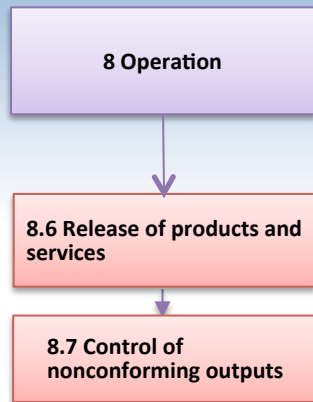 8 Operation
8.6 Release of products and
services
8.7 Control of
nonconforming outputs